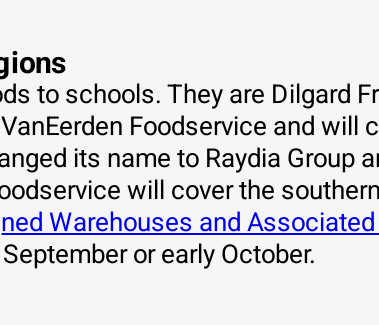 gions
ods to schools. They are Dilgard Fr
VanEerden Foodservice and will c
anged its name to Raydia Group ar
oodservice will cover the southern
ned Warehouses and Associated
September or early October.